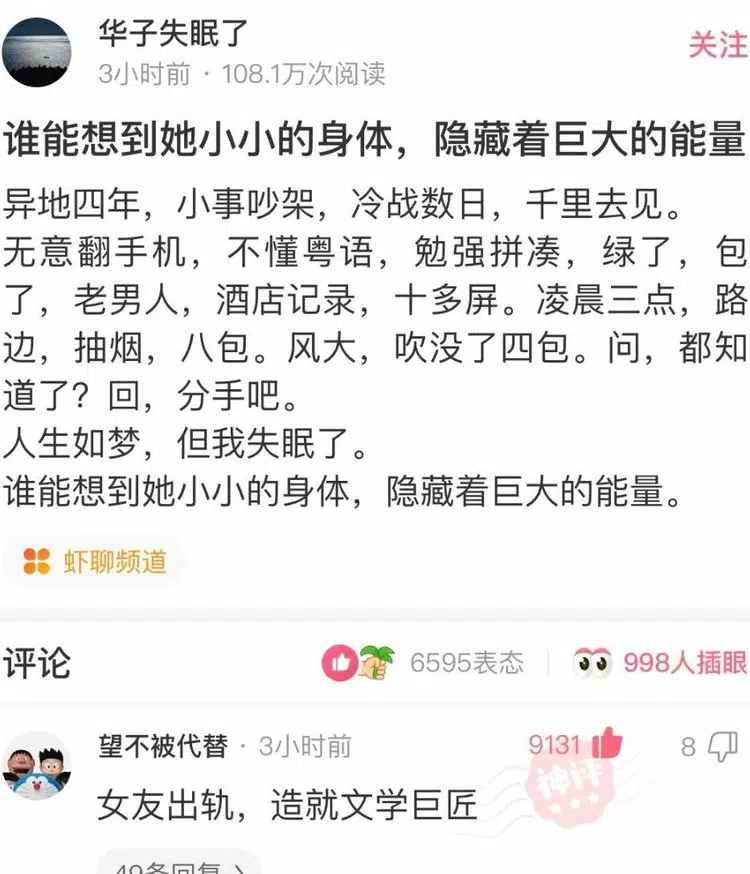 华子失眠了
关注
3小时前 · 108.1万次阅读
谁能想到她小小的身体，隐藏着巨大的能量
异地四年，小事吵架，冷战数日，千里去见。
无意翻手机，不懂粤语，勉强拼凑，绿了，包
了，老男人，酒店记录，十多屏。凌晨三点，路
边，抽烟，八包。风大，吹没了四包。问，都知
道了？回，分手吧。
人生如梦，但我失眠了。
谁能想到她小小的身体，隐藏着巨大的能量。
虾聊频道
评论
6595表态
998人插眼
望不被代替 · 3小时前
9131
8
神评
女友出轨，造就文学巨匠
49条回复